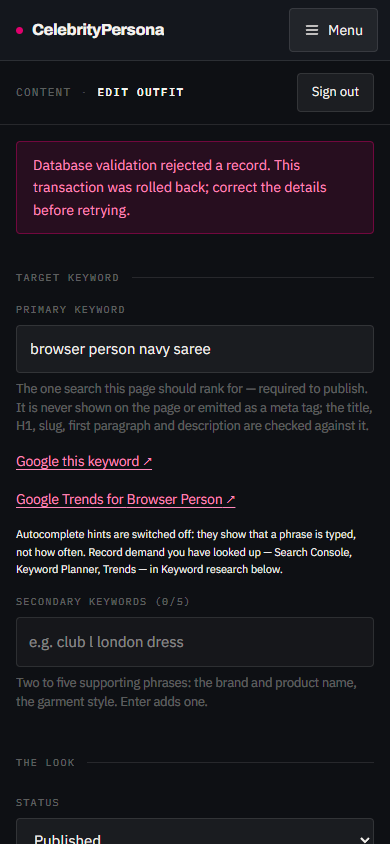 CelebrityPersona
Menu
CONTENT · EDIT OUTFIT
Sign out
Database validation rejected a record. This
transaction was rolled back; correct the details
before retrying.
TARGET KEYWORD
PRIMARY KEYWORD
browser person navy saree
The one search this page should rank for — required to publish.
It is never shown on the page or emitted as a meta tag; the title,
H1, slug, first paragraph and description are checked against it.
Google this keyword ↗
Google Trends for Browser Person ↗
Autocomplete hints are switched off: they show that a phrase is typed,
not how often. Record demand you have looked up — Search Console,
Keyword Planner, Trends — in Keyword research below.
SECONDARY KEYWORDS (0/5)
e.g. club l london dress
Two to five supporting phrases: the brand and product name,
the garment style. Enter adds one.
THE LOOK
STATUS
Published